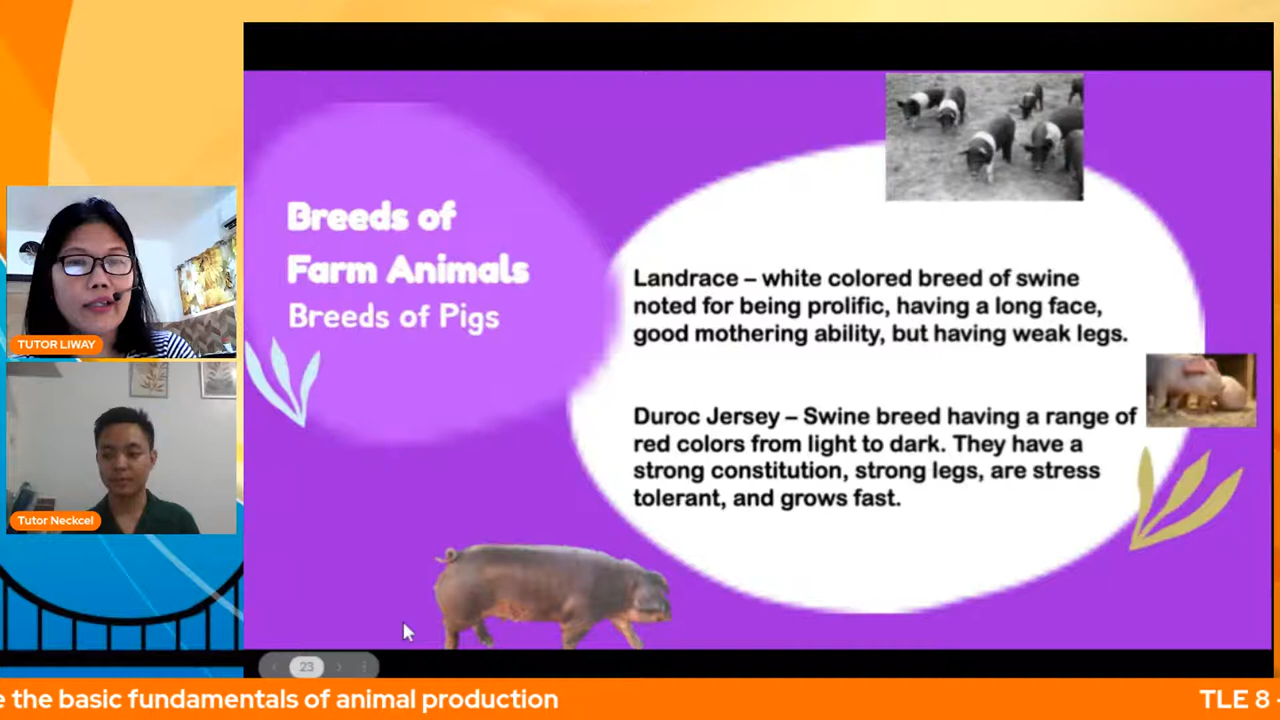 Breeds of
Farm Animals
Breeds of Pigs
Landrace – white colored breed of swine
noted for being prolific, having a long face,
good mothering ability, but having weak legs.
Duroc Jersey – Swine breed having a range of
red colors from light to dark. They have a
strong constitution, strong legs, are stress
tolerant, and grows fast.
TUTOR LIWAY
Tutor Neckcel
23
e the basic fundamentals of animal production
TLE 8 -